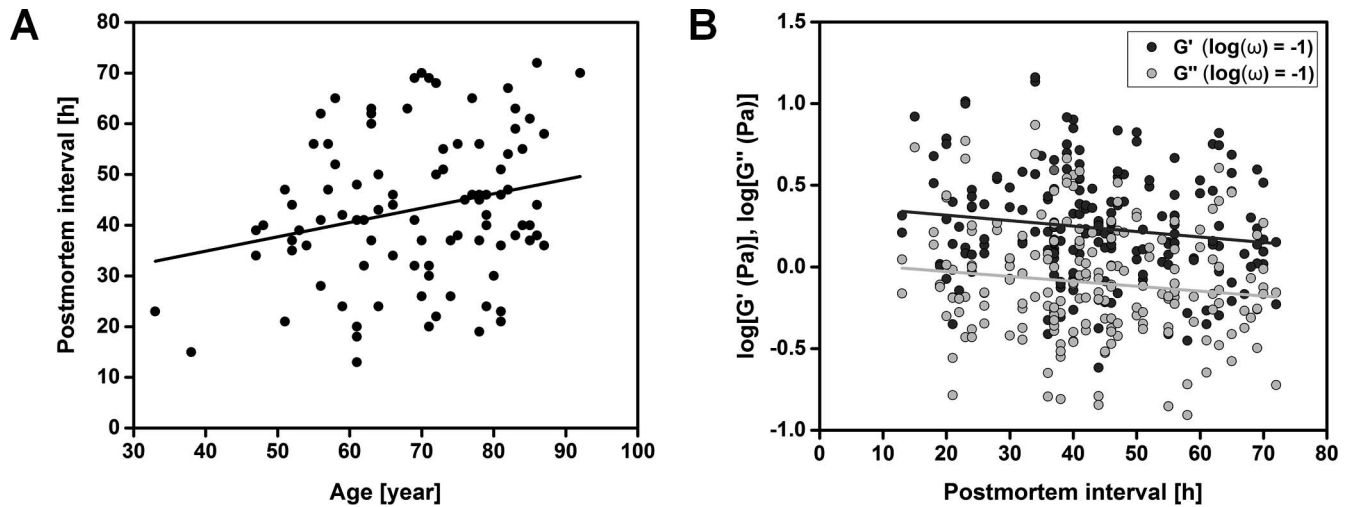 A
Postmortem interval [h]
80
70
60
50
40
30
20
10
0
30 40 50 60 70 80 90 100
Age [year]
B
log[G' (Pa)], log[G" (Pa)]
1.5
1.0
0.5
0.0
-0.5
-1.0
G' (log(ω) = -1)
G" (log(ω) = -1)
0 10 20 30 40 50 60 70 80
Postmortem interval [h]